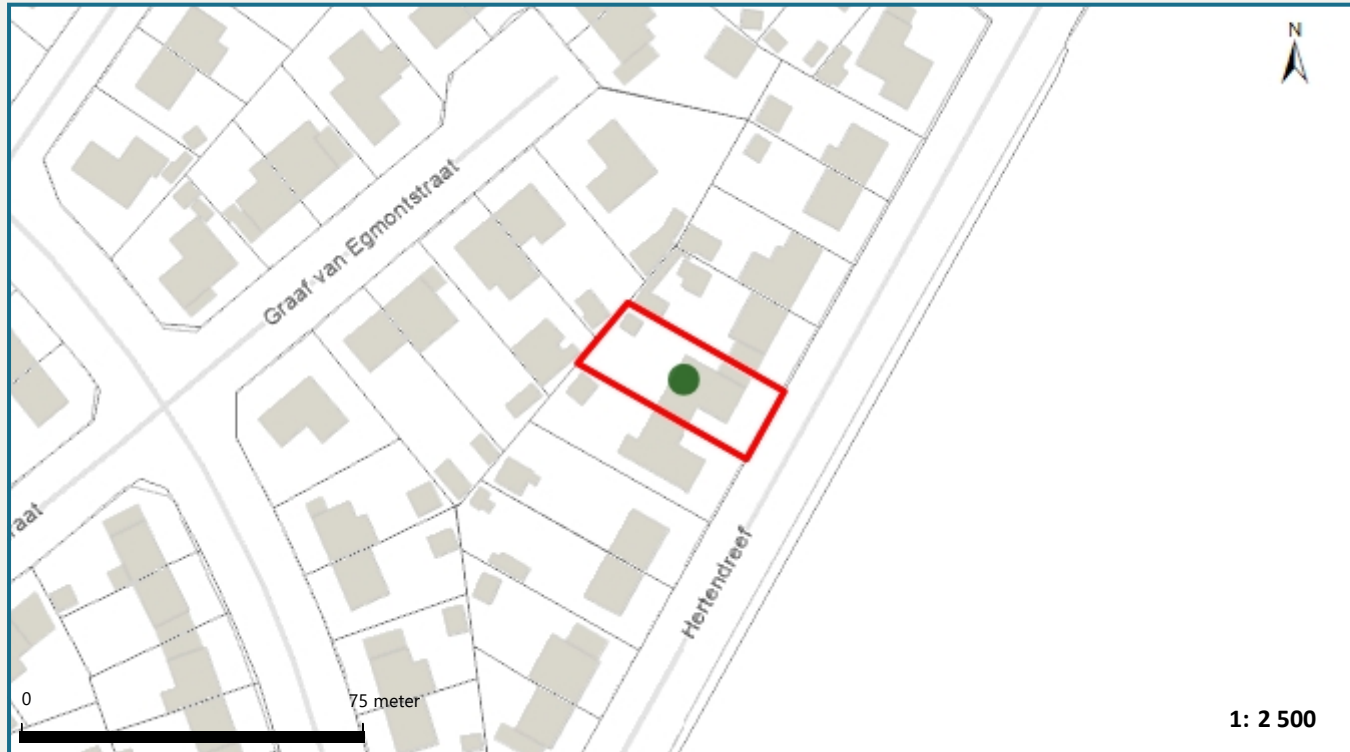 N
Graaf van Egmontstraat
raat
Hertendreef
0
75 meter
1: 2 500